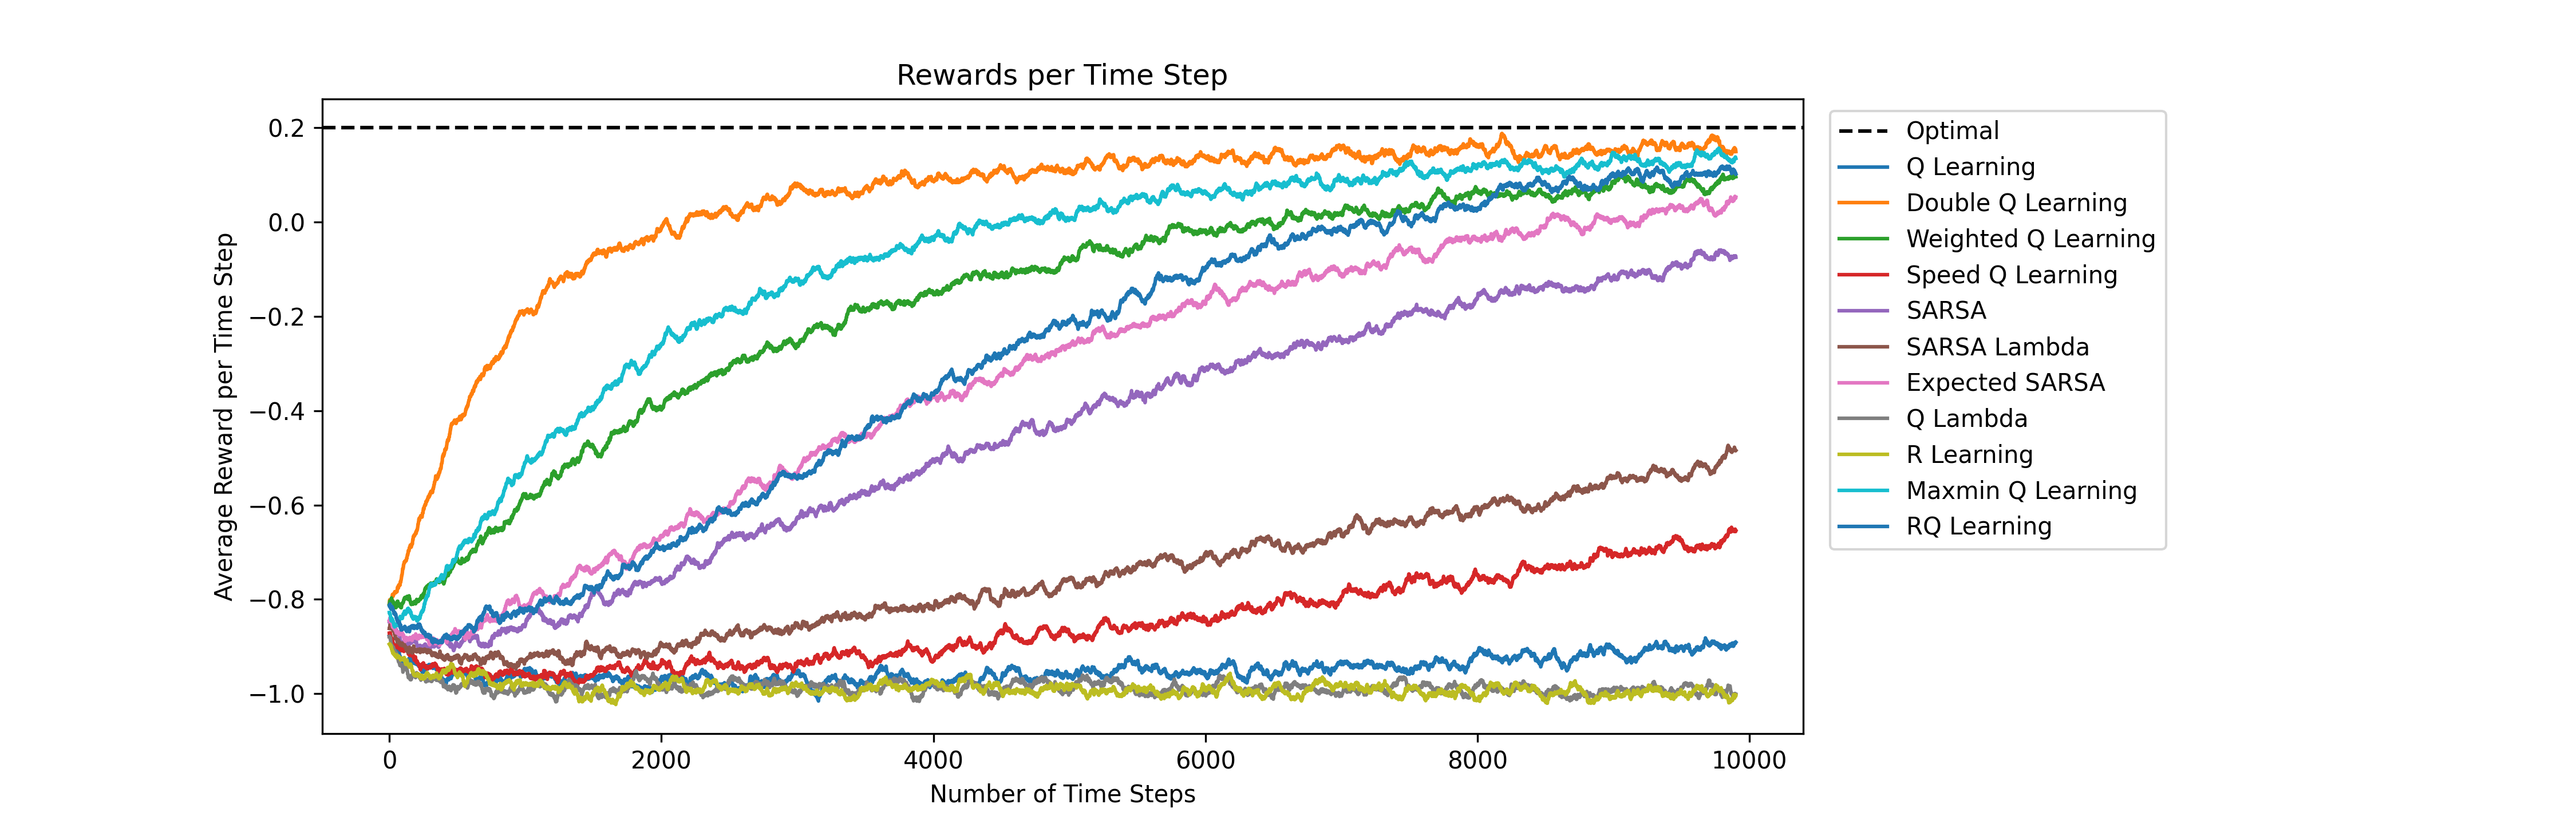 Rewards per Time Step
Average Reward per Time Step
0.2
0.0
−0.2
−0.4
−0.6
−0.8
−1.0
0
2000
4000
6000
8000
10000
Number of Time Steps
Optimal
Q Learning
Double Q Learning
Weighted Q Learning
Speed Q Learning
SARSA
SARSA Lambda
Expected SARSA
Q Lambda
R Learning
Maxmin Q Learning
RQ Learning